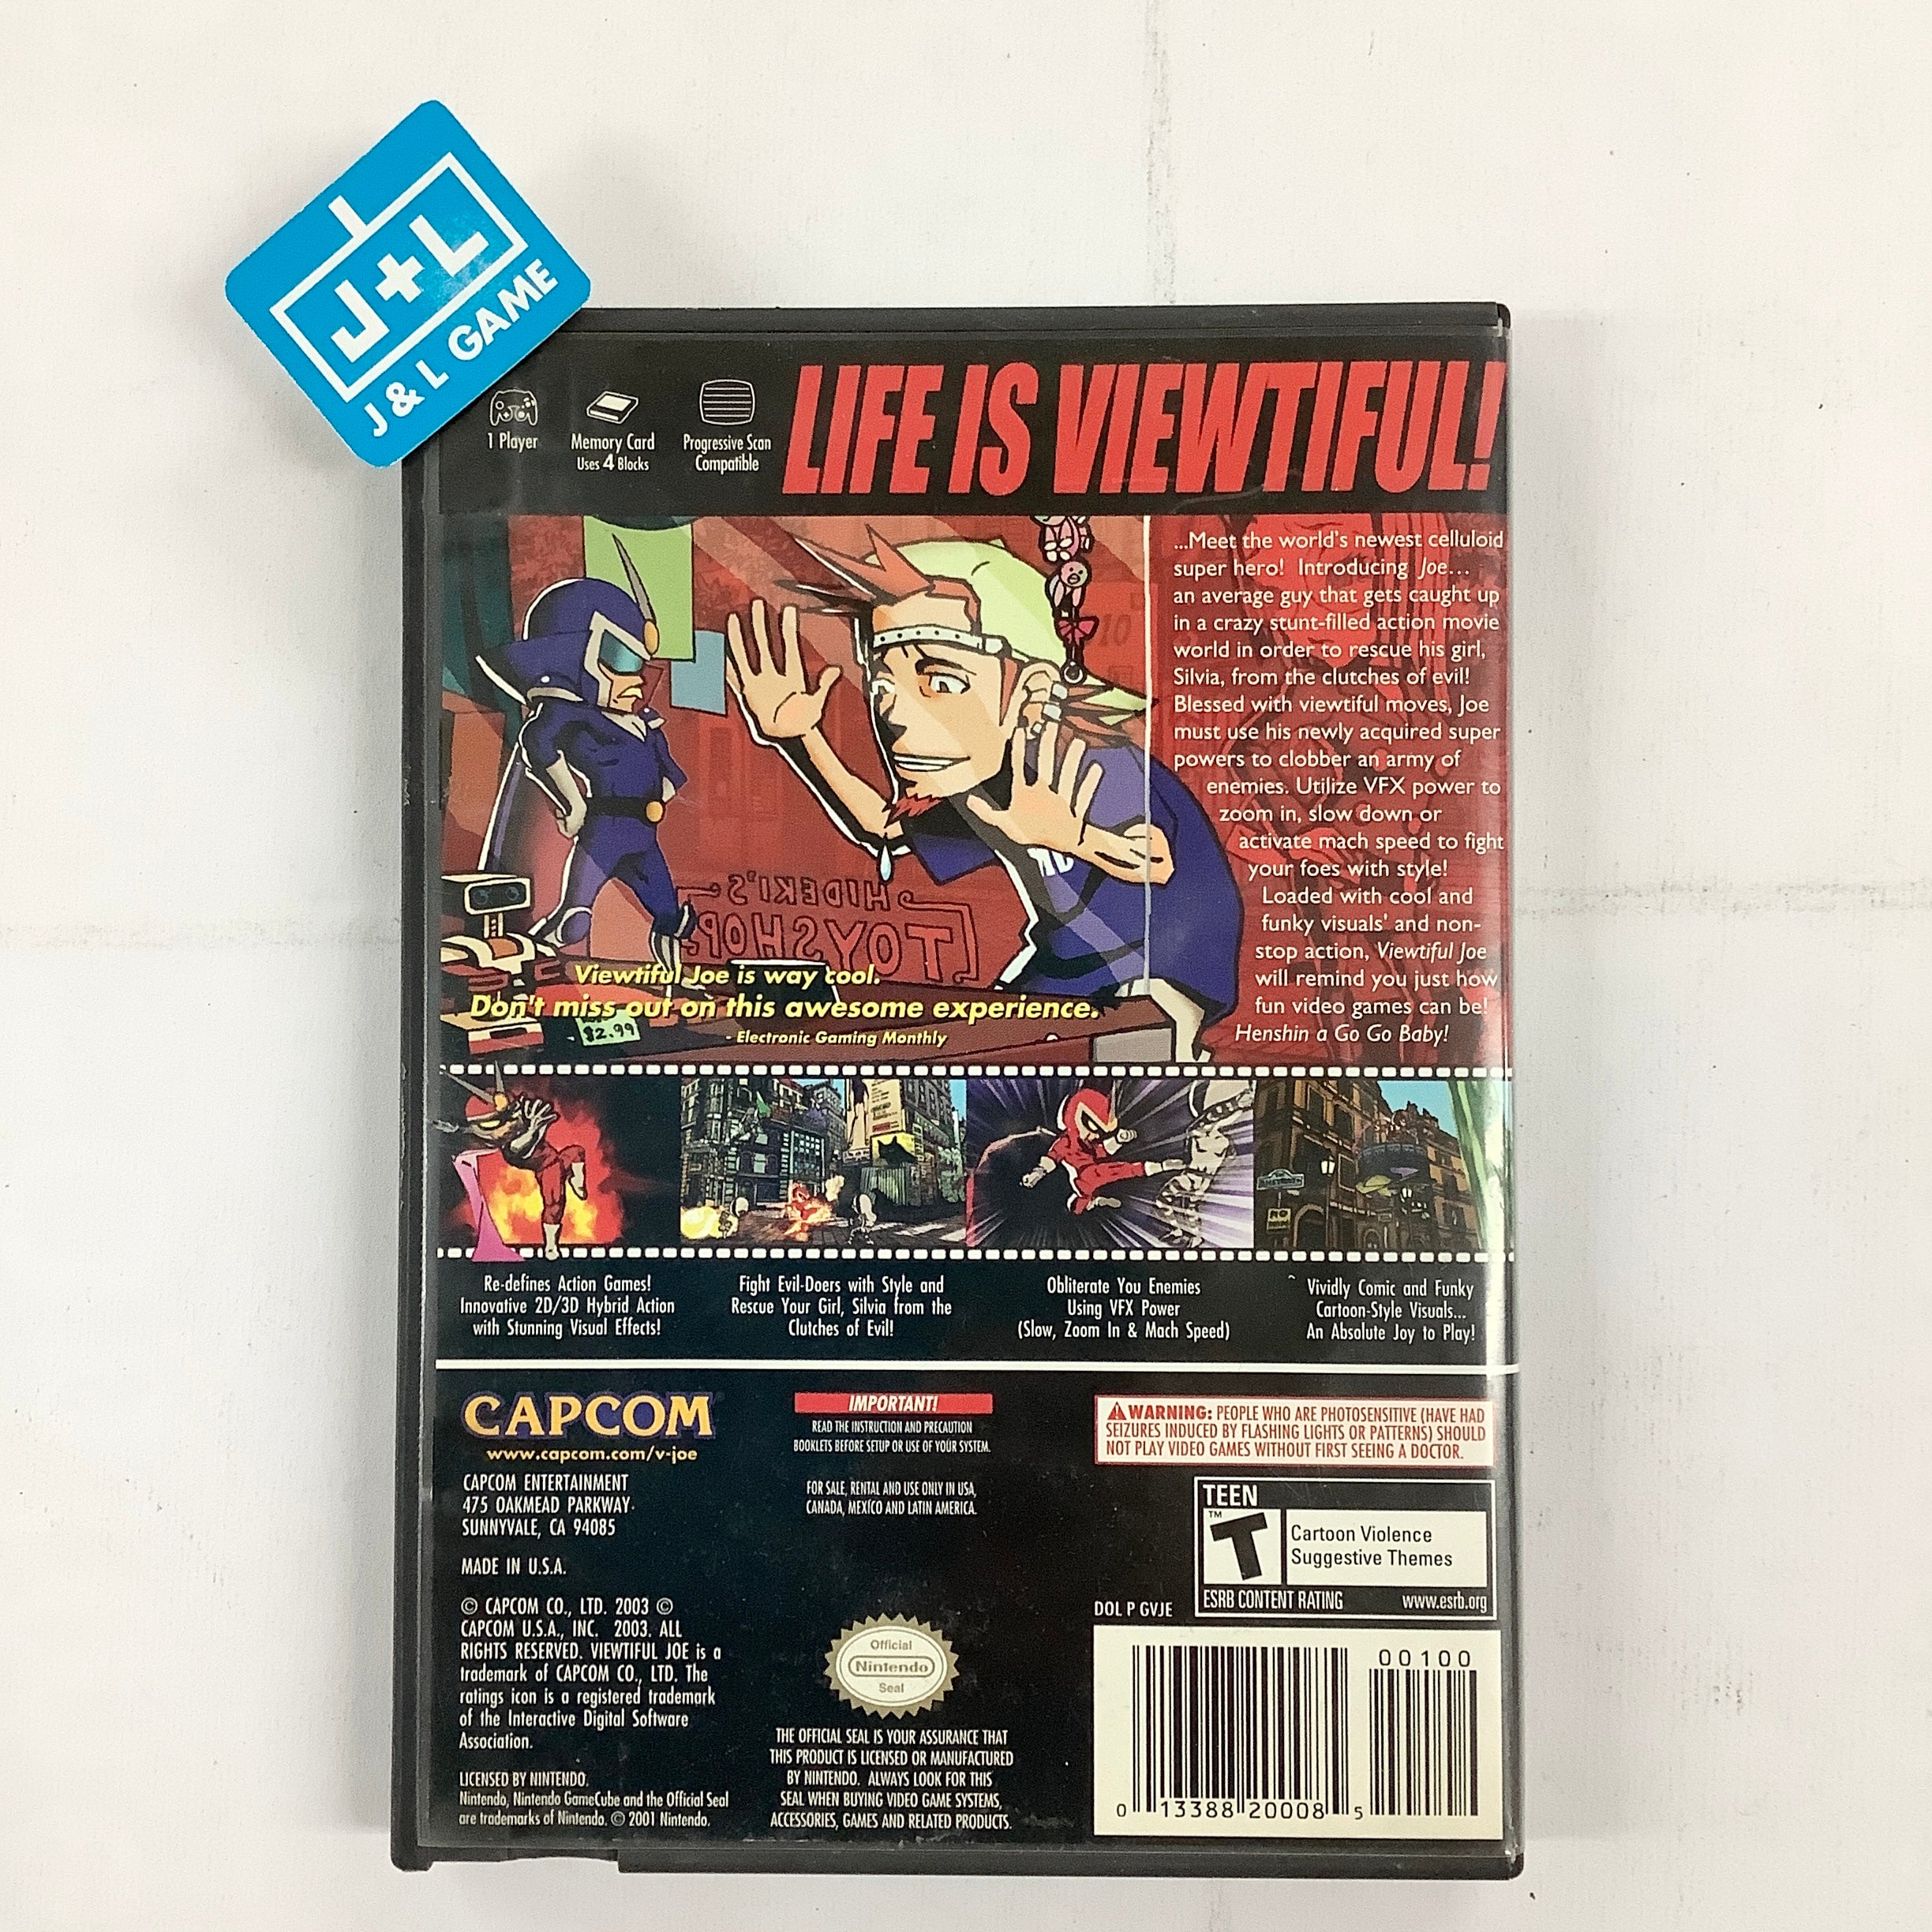 J+L
J & L GAME
1 Player
Memory Card
Uses 4 Blocks
Progressive Scan
Compatible
LIFE IS VIEWTIFUL!
...Meet the world's newest celluloid
super hero! Introducing Joe...
an average guy that gets caught up
in a crazy stunt-filled action movie
world in order to rescue his girl,
Silvia, from the clutches of evil!
Blessed with viewtiful moves, Joe
must use his newly acquired super
powers to clobber an army of
enemies. Utilize VFX power to
zoom in, slow down or
activate mach speed to fight
your foes with style!
Loaded with cool and
funky visuals' and non-
stop action, Viewtiful Joe
will remind you just how
fun video games can be!
Henshin a Go Go Baby!
HIDEKI'S
TOYSHOP
Viewtiful Joe is way cool.
Don't miss out on this awesome experience.
- Electronic Gaming Monthly
$2.99
Re-defines Action Games!
Innovative 2D/3D Hybrid Action
with Stunning Visual Effects!
Fight Evil-Doers with Style and
Rescue Your Girl, Silvia from the
Clutches of Evil!
Obliterate You Enemies
Using VFX Power
(Slow, Zoom In & Mach Speed)
Vividly Comic and Funky
Cartoon-Style Visuals...
An Absolute Joy to Play!
CAPCOM
www.capcom.com/v-joe
CAPCOM ENTERTAINMENT
475 OAKMEAD PARKWAY
SUNNYVALE, CA 94085
MADE IN U.S.A.
© CAPCOM CO., LTD. 2003 ©
CAPCOM U.S.A., INC. 2003. ALL
RIGHTS RESERVED. VIEWTIFUL JOE is a
trademark of CAPCOM CO., LTD. The
ratings icon is a registered trademark
of the Interactive Digital Software
Association.
LICENSED BY NINTENDO.
Nintendo, Nintendo GameCube and the Official Seal
are trademarks of Nintendo. © 2001 Nintendo.
IMPORTANT!
READ THE INSTRUCTION AND PRECAUTION
BOOKLETS BEFORE SETUP OR USE OF YOUR SYSTEM.
FOR SALE, RENTAL AND USE ONLY IN USA,
CANADA, MEXICO AND LATIN AMERICA.
Official
Nintendo
Seal
THE OFFICIAL SEAL IS YOUR ASSURANCE THAT
THIS PRODUCT IS LICENSED OR MANUFACTURED
BY NINTENDO. ALWAYS LOOK FOR THIS
SEAL WHEN BUYING VIDEO GAME SYSTEMS,
ACCESSORIES, GAMES AND RELATED PRODUCTS.
WARNING: PEOPLE WHO ARE PHOTOSENSITIVE (HAVE HAD
SEIZURES INDUCED BY FLASHING LIGHTS OR PATTERNS) SHOULD
NOT PLAY VIDEO GAMES WITHOUT FIRST SEEING A DOCTOR.
TEEN
T™
Cartoon Violence
Suggestive Themes
ESRB CONTENT RATING www.esrb.org
DOL P GVJE
00100
0 13388 20008 5